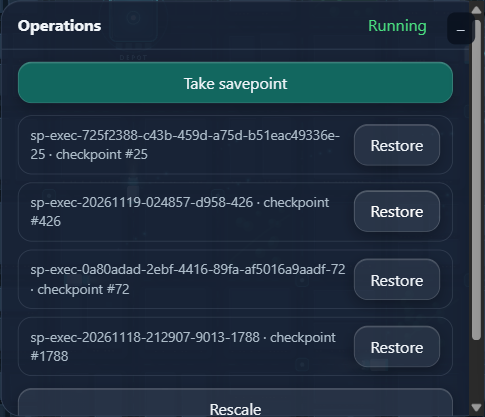 Operations
Running
–
Take savepoint
sp-exec-725f2388-c43b-459d-a75d-b51eac49336e-
25 · checkpoint #25
Restore
sp-exec-20261119-024857-d958-426 · checkpoint
#426
Restore
sp-exec-0a80adad-2ebf-4416-89fa-af5016a9aadf-72
· checkpoint #72
Restore
sp-exec-20261118-212907-9013-1788 · checkpoint
#1788
Restore
Rescale